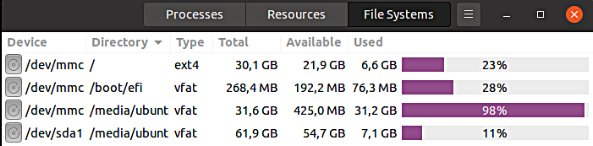 Processes Resources File Systems
Device Directory Type Total Available Used
/dev/mmc / ext4 30,1 GB 21,9 GB 6,6 GB 23%
/dev/mmc /boot/efi vfat 268,4 MB 192,2 MB 76,3 MB 28%
/dev/mmc /media/ubunt vfat 31,6 GB 425,0 MB 31,2 GB 98%
/dev/sda1 /media/ubunt vfat 61,9 GB 54,7 GB 7,1 GB 11%